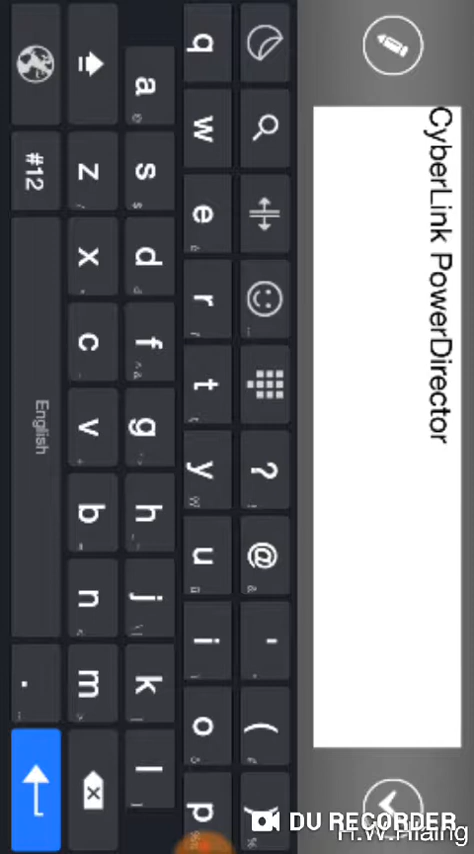 CyberLink PowerDirector
? @ ' ( )
q w e r t y u i o p
a s d f g h j k l
z x c v b n m
#12 English .
DU RECORDER
H.W.Hlaing